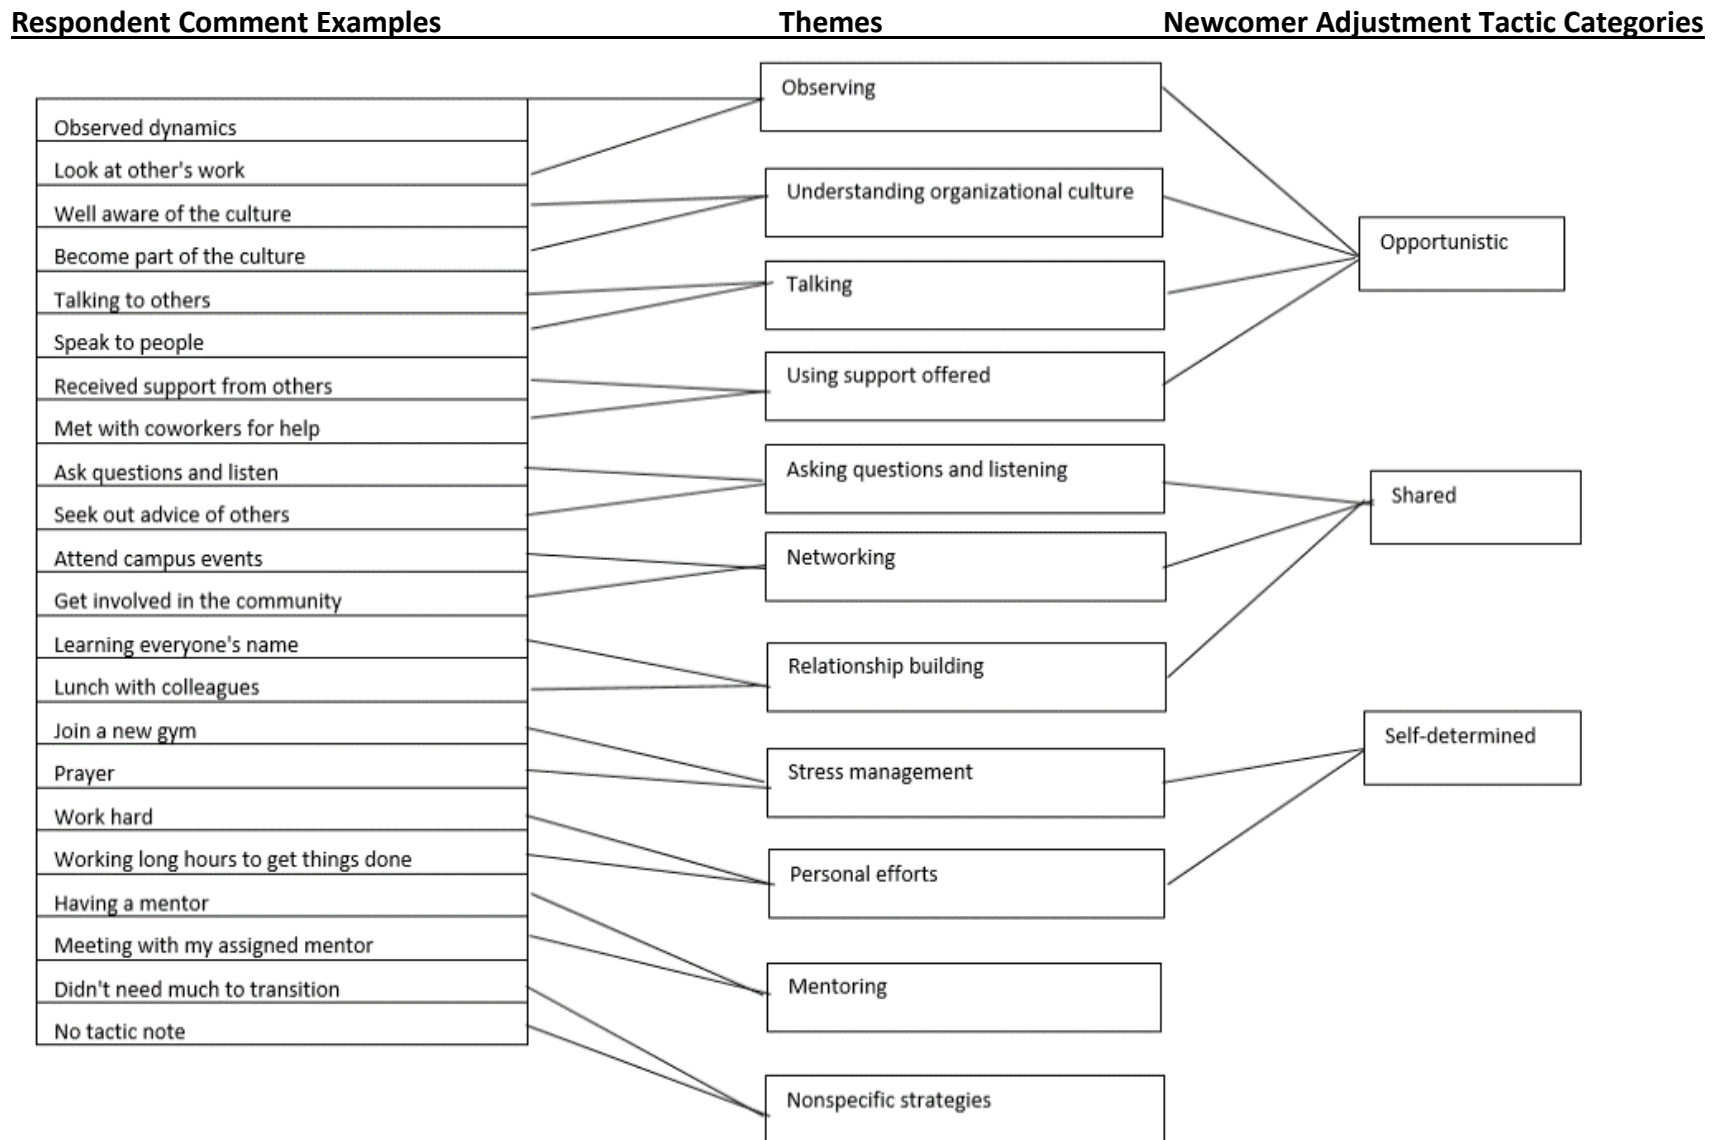 Respondent Comment Examples
Themes
Newcomer Adjustment Tactic Categories
Observed dynamics
Look at other's work
Well aware of the culture
Become part of the culture
Talking to others
Speak to people
Received support from others
Met with coworkers for help
Ask questions and listen
Seek out advice of others
Attend campus events
Get involved in the community
Learning everyone's name
Lunch with colleagues
Join a new gym
Prayer
Work hard
Working long hours to get things done
Having a mentor
Meeting with my assigned mentor
Didn't need much to transition
No tactic note
Observing
Understanding organizational culture
Talking
Using support offered
Asking questions and listening
Networking
Relationship building
Stress management
Personal efforts
Mentoring
Nonspecific strategies
Opportunistic
Shared
Self-determined